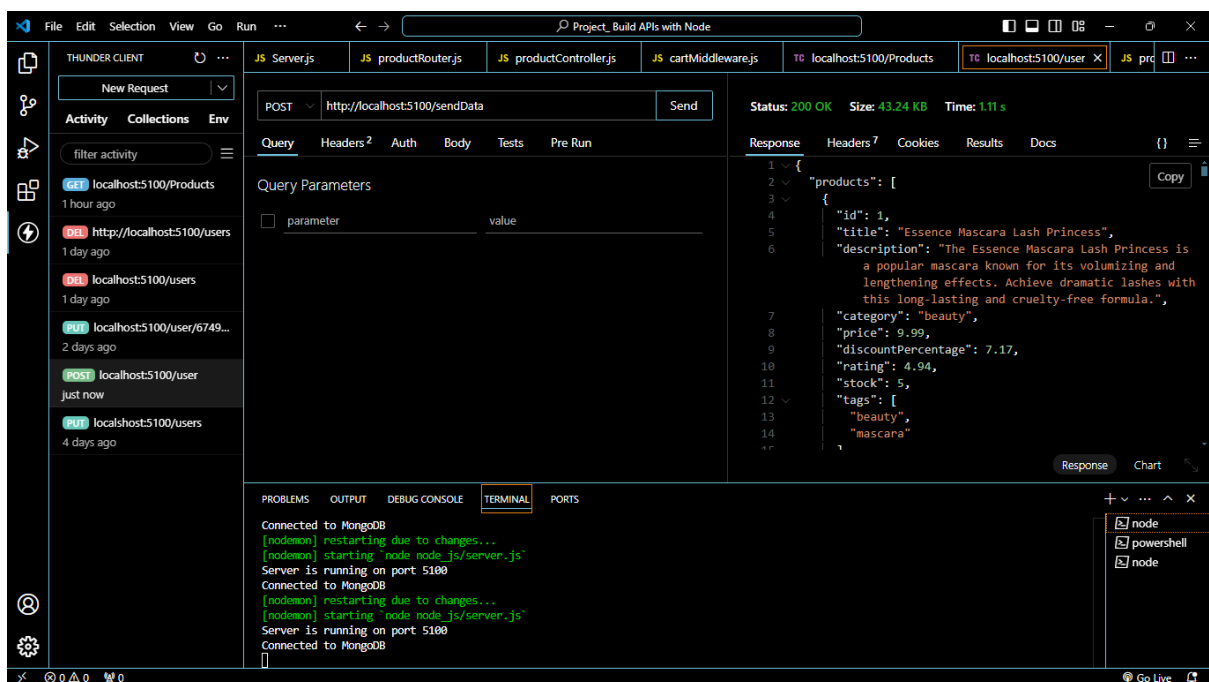 File Edit Selection View Go Run ··· ← → Project_ Build APIs with Node
THUNDER CLIENT ···
New Request
Activity Collections Env
filter activity
GET localhost:5100/Products
1 hour ago
DEL http://localhost:5100/users
1 day ago
DEL localhost:5100/users
1 day ago
PUT localhost:5100/user/6749...
2 days ago
POST localhost:5100/user
just now
PUT localshost:5100/users
4 days ago
JS Server.js JS productRouter.js JS productController.js JS cartMiddleware.js TC localhost:5100/Products TC localhost:5100/user × JS prc ···
POST http://localhost:5100/sendData Send
Query Headers 2 Auth Body Tests Pre Run
Query Parameters
parameter value
Status: 200 OK Size: 43.24 KB Time: 1.11 s
Response Headers 7 Cookies Results Docs {}
Copy
1 {
2 "products": [
3 {
4 "id": 1,
5 "title": "Essence Mascara Lash Princess",
6 "description": "The Essence Mascara Lash Princess is
a popular mascara known for its volumizing and
lengthening effects. Achieve dramatic lashes with
this long-lasting and cruelty-free formula.",
7 "category": "beauty",
8 "price": 9.99,
9 "discountPercentage": 7.17,
10 "rating": 4.94,
11 "stock": 5,
12 "tags": [
13 "beauty",
14 "mascara"
15 ]
Response Chart
PROBLEMS OUTPUT DEBUG CONSOLE TERMINAL PORTS
Connected to MongoDB
[nodemon] restarting due to changes...
[nodemon] starting `node node_js/server.js`
Server is running on port 5100
Connected to MongoDB
[nodemon] restarting due to changes...
[nodemon] starting `node node_js/server.js`
Server is running on port 5100
Connected to MongoDB
node
powershell
node
0 0 0 Go Live